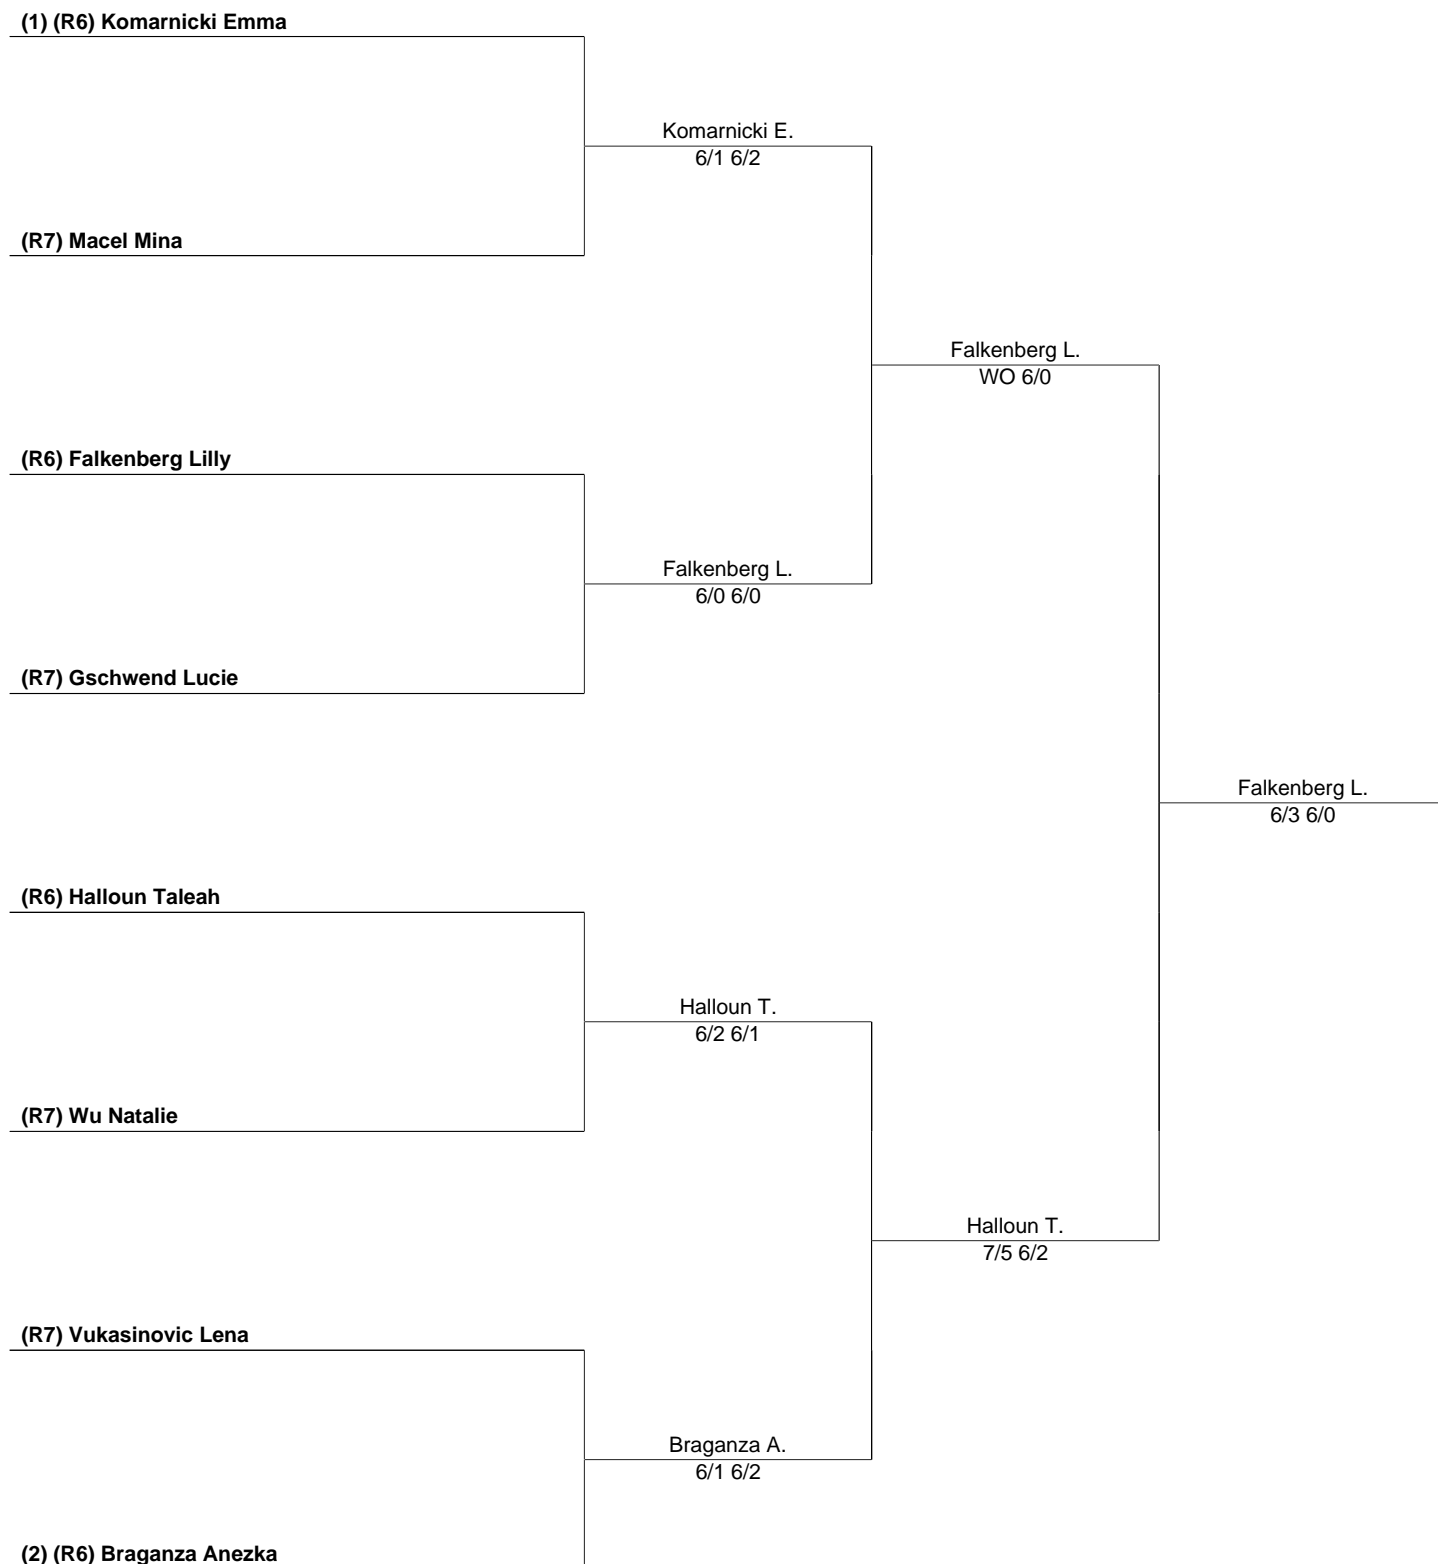 (1) (R6) Komarnicki Emma
Komarnicki E.
6/1 6/2
(R7) Macel Mina
Falkenberg L.
WO 6/0
(R6) Falkenberg Lilly
Falkenberg L.
6/0 6/0
(R7) Gschwend Lucie
Falkenberg L.
6/3 6/0
(R6) Halloun Taleah
Halloun T.
6/2 6/1
(R7) Wu Natalie
Halloun T.
7/5 6/2
(R7) Vukasinovic Lena
Braganza A.
6/1 6/2
(2) (R6) Braganza Anezka